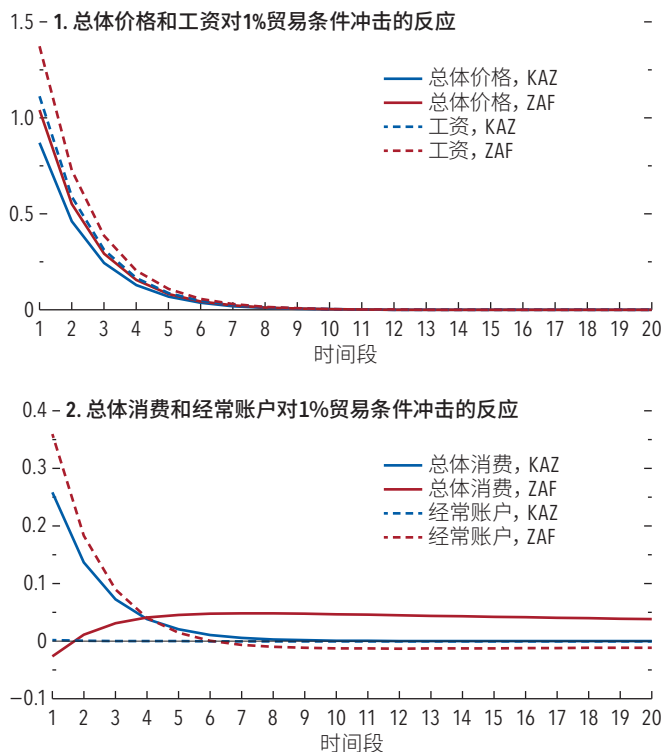 1. 总体价格和工资对1%贸易条件冲击的反应
1.5
1.0
0.5
0
总体价格, KAZ
总体价格, ZAF
工资, KAZ
工资, ZAF
1 2 3 4 5 6 7 8 9 10 11 12 13 14 15 16 17 18 19 20
时间段
2. 总体消费和经常账户对1%贸易条件冲击的反应
0.4
0.3
0.2
0.1
0
–0.1
总体消费, KAZ
总体消费, ZAF
经常账户, KAZ
经常账户, ZAF
1 2 3 4 5 6 7 8 9 10 11 12 13 14 15 16 17 18 19 20
时间段